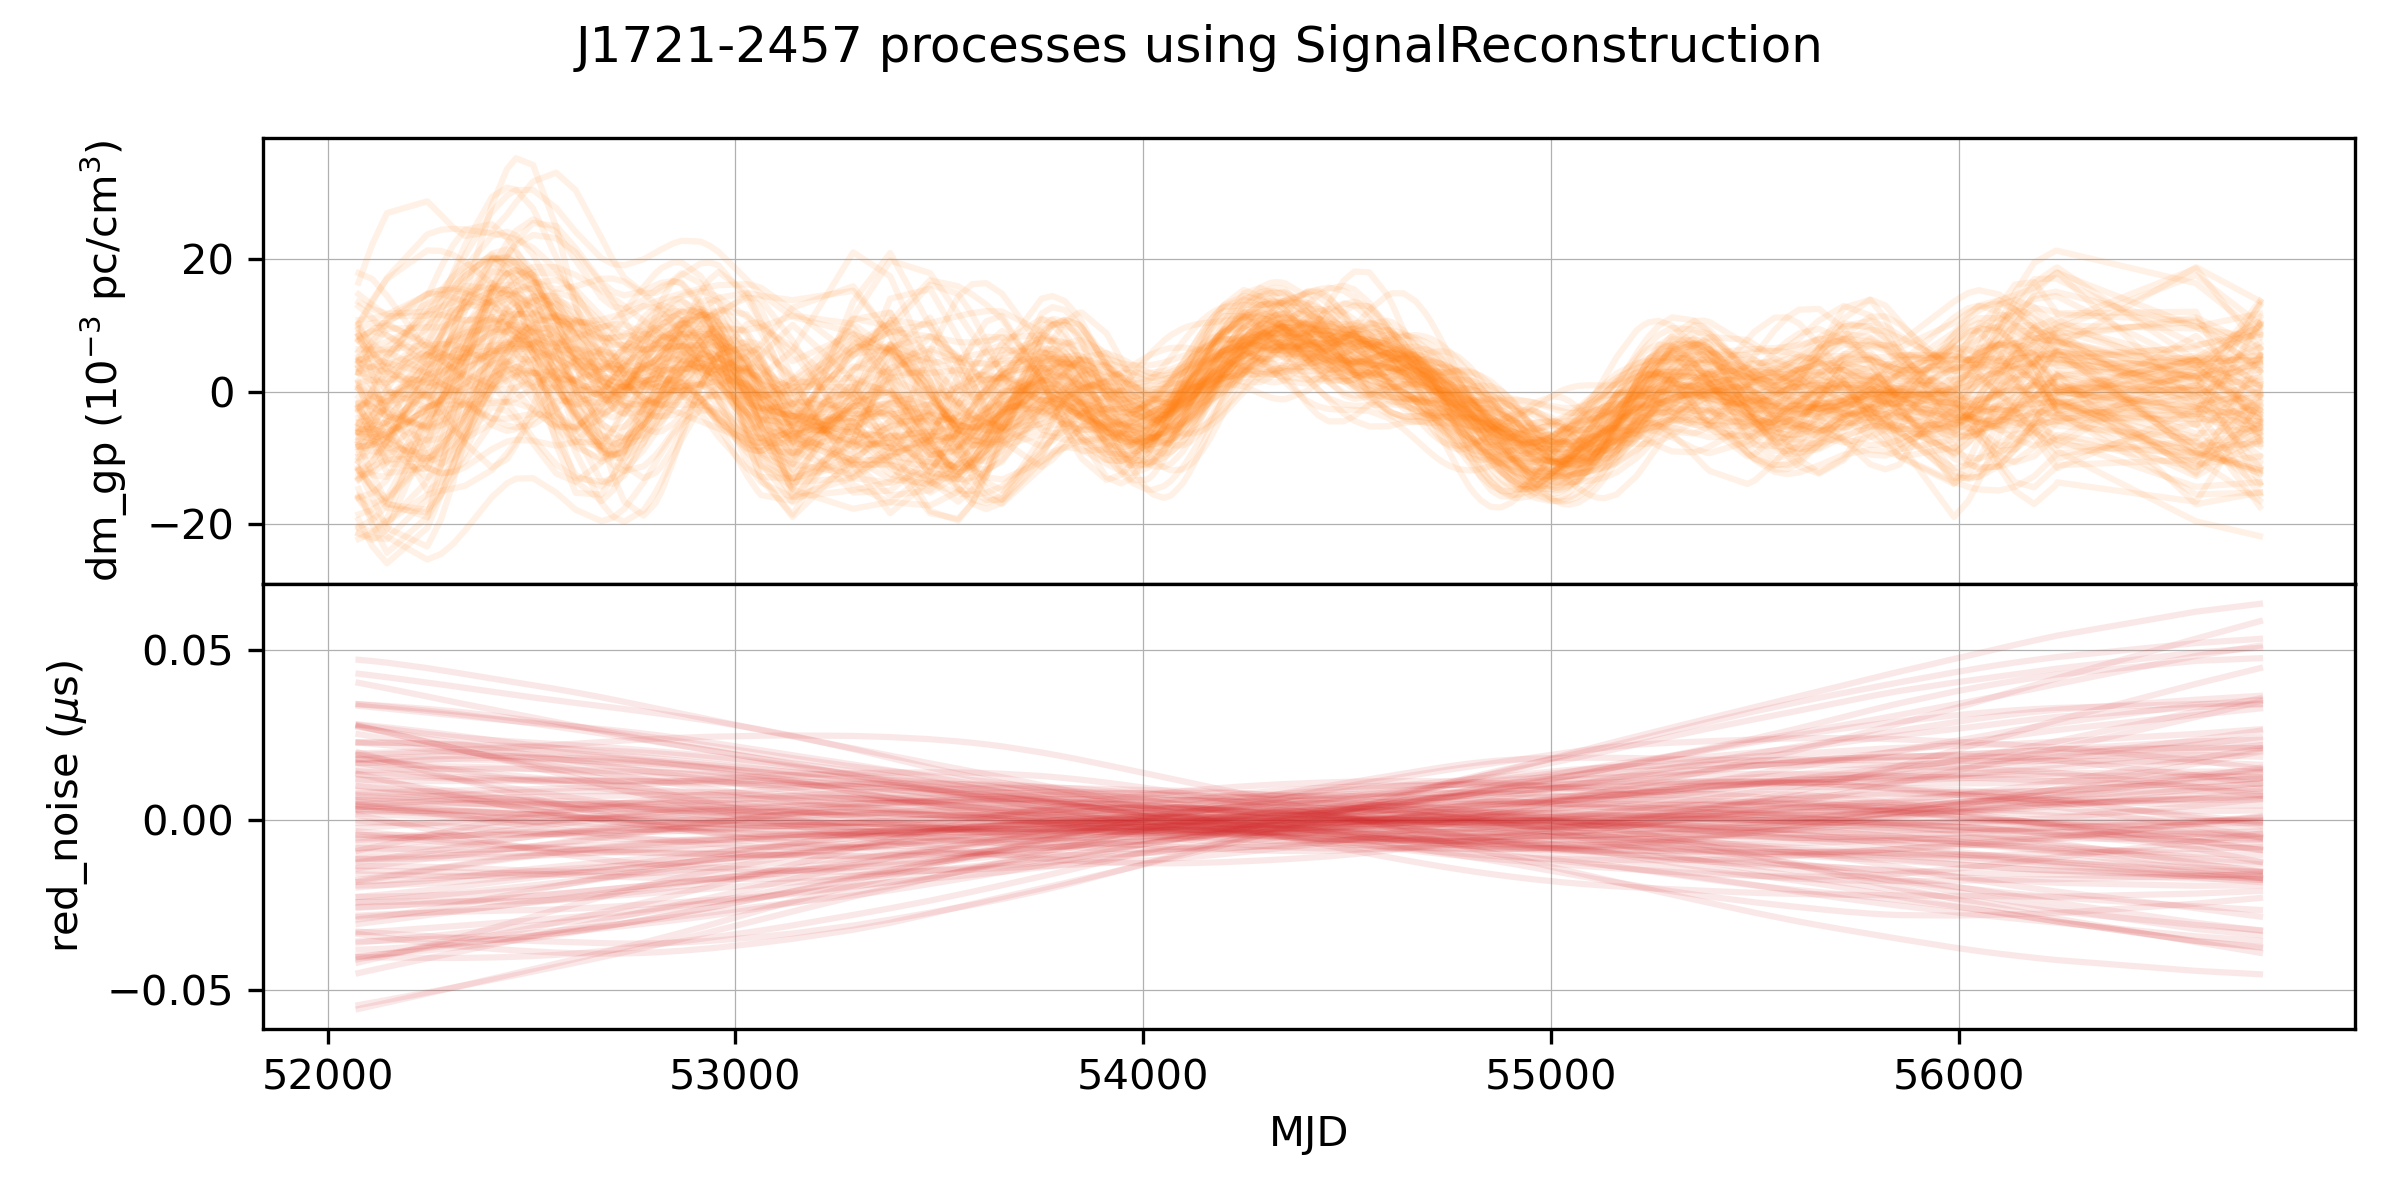 J1721-2457 processes using SignalReconstruction
dm_gp (10⁻³ pc/cm³)
20
0
−20
red_noise (μs)
0.05
0.00
−0.05
52000 53000 54000 55000 56000
MJD